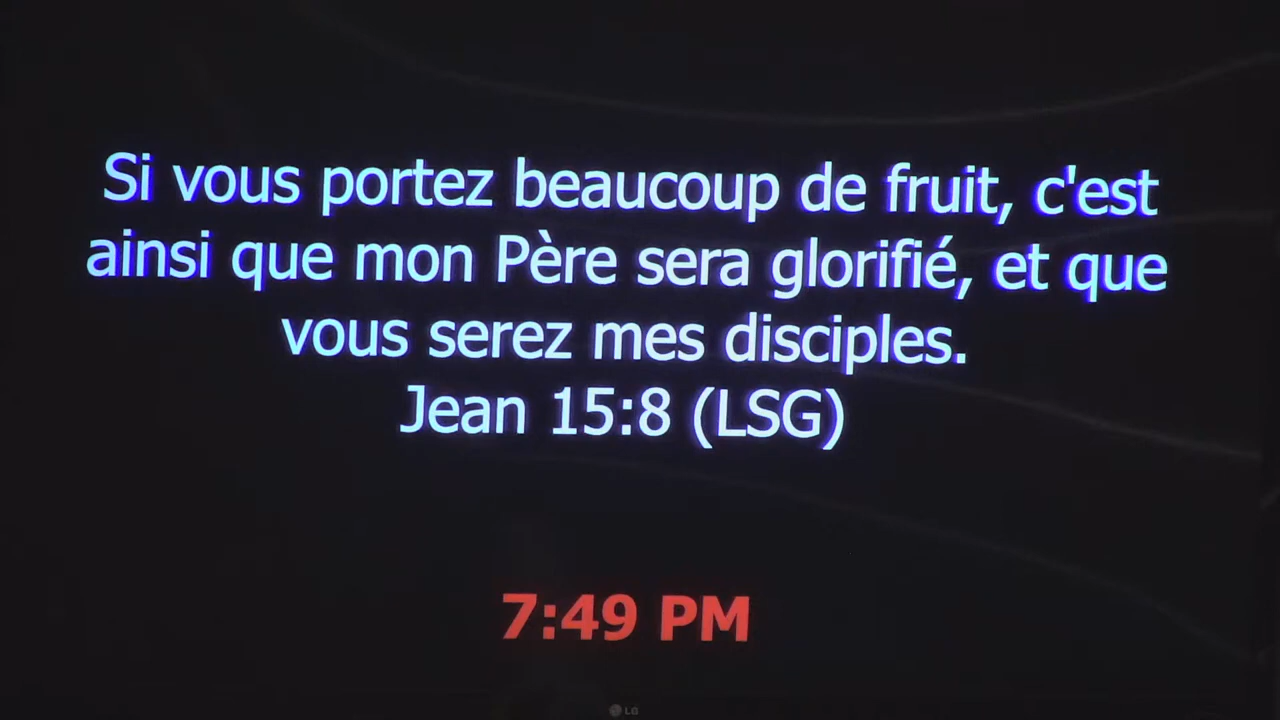 Si vous portez beaucoup de fruit, c'est
ainsi que mon Père sera glorifié, et que
vous serez mes disciples.
Jean 15:8 (LSG)
7:49 PM
LG